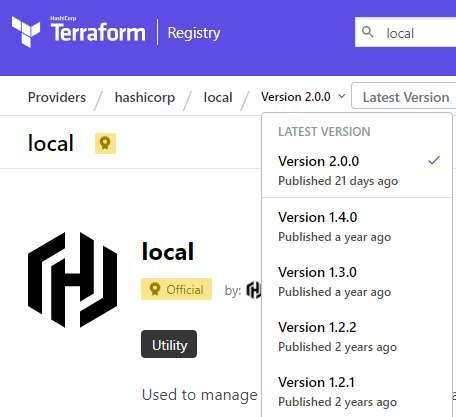 HashiCorp
Terraform
Registry
local
Providers / hashicorp / local / Version 2.0.0
Latest Version
local
LATEST VERSION
Version 2.0.0
Published 21 days ago
Version 1.4.0
Published a year ago
Version 1.3.0
Published a year ago
Version 1.2.2
Published 2 years ago
Version 1.2.1
Published 2 years ago
local
Official
by:
Utility
Used to manage